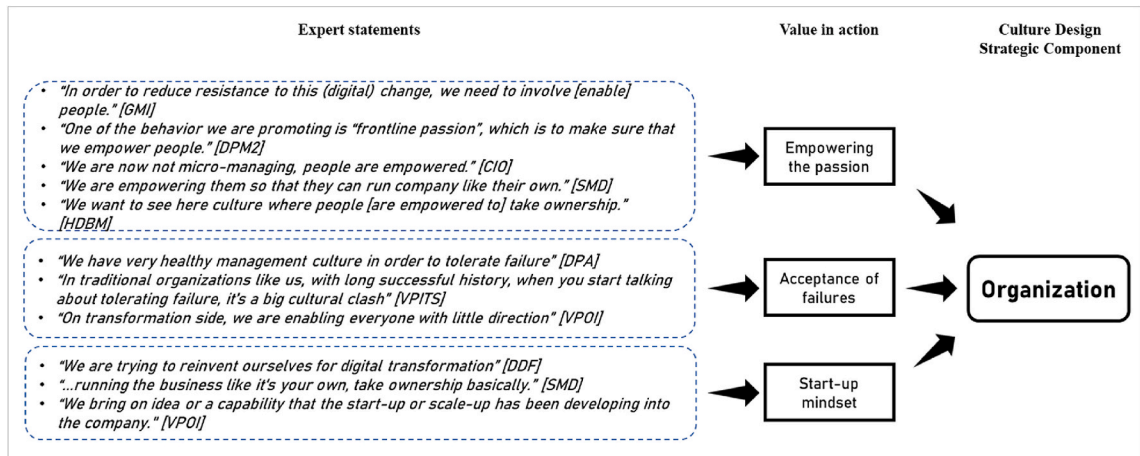 Expert statements
Value in action
Culture Design
Strategic Component
• “In order to reduce resistance to this (digital) change, we need to involve [enable]
people.” [GMI]
• “One of the behavior we are promoting is “frontline passion”, which is to make sure that
we empower people.” [DPM2]
• “We are now not micro-managing, people are empowered.” [CIO]
• “We are empowering them so that they can run company like their own.” [SMD]
• “We want to see here culture where people [are empowered to] take ownership.”
[HDBM]
Empowering
the passion
• “We have very healthy management culture in order to tolerate failure” [DPA]
• “In traditional organizations like us, with long successful history, when you start talking
about tolerating failure, it's a big cultural clash” [VPITS]
• “On transformation side, we are enabling everyone with little direction” [VPOI]
Acceptance of
failures
Organization
• “We are trying to reinvent ourselves for digital transformation” [DDF]
• “...running the business like it's your own, take ownership basically.” [SMD]
• “We bring on idea or a capability that the start-up or scale-up has been developing into
the company.” [VPOI]
Start-up
mindset